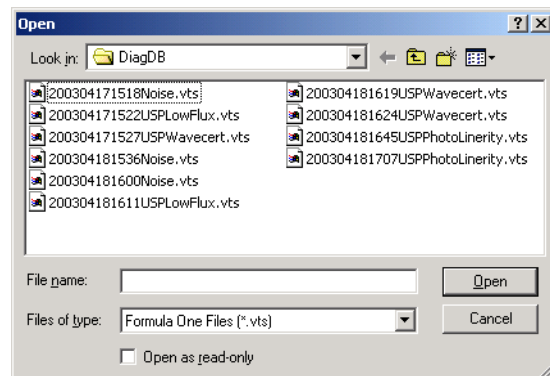 Open
Look in: DiagDB
200304171518Noise.vts
200304171522USPLowFlux.vts
200304171527USPWavecert.vts
200304181536Noise.vts
200304181600Noise.vts
200304181611USPLowFlux.vts
200304181619USPWavecert.vts
200304181624USPWavecert.vts
200304181645USPPhotoLinerity.vts
200304181707USPPhotoLinerity.vts
File name:
Open
Files of type: Formula One Files (*.vts)
Cancel
Open as read-only